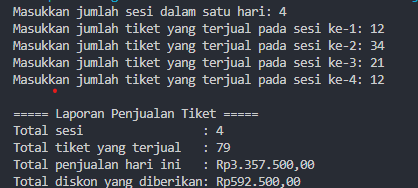 Masukkan jumlah sesi dalam satu hari: 4
Masukkan jumlah tiket yang terjual pada sesi ke-1: 12
Masukkan jumlah tiket yang terjual pada sesi ke-2: 34
Masukkan jumlah tiket yang terjual pada sesi ke-3: 21
Masukkan jumlah tiket yang terjual pada sesi ke-4: 12

===== Laporan Penjualan Tiket =====
Total sesi : 4
Total tiket yang terjual : 79
Total penjualan hari ini : Rp3.357.500,00
Total diskon yang diberikan: Rp592.500,00